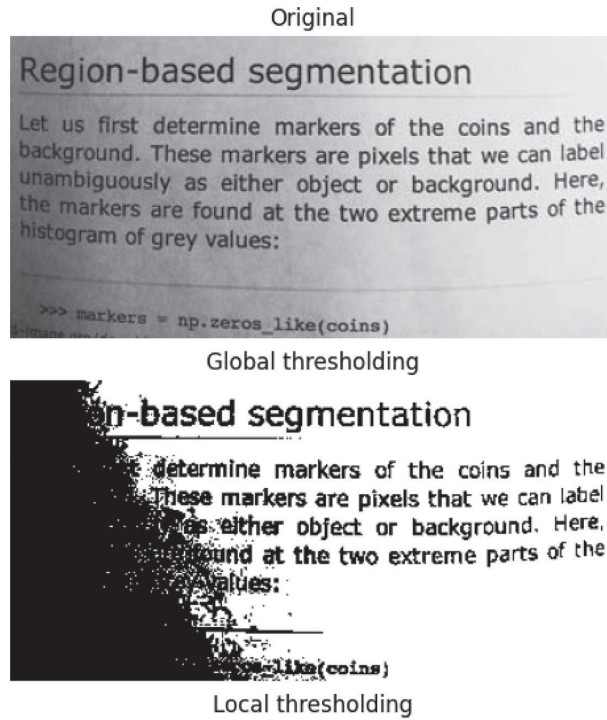 Original
Region-based segmentation
Let us first determine markers of the coins and the
background. These markers are pixels that we can label
unambiguously as either object or background. Here,
the markers are found at the two extreme parts of the
histogram of grey values:
>>> markers = np.zeros_like(coins)
Global thresholding
n-based segmentation
determine markers of the coins and the
These markers are pixels that we can label
as either object or background. Here,
found at the two extreme parts of the
values:
like(coins)
Local thresholding